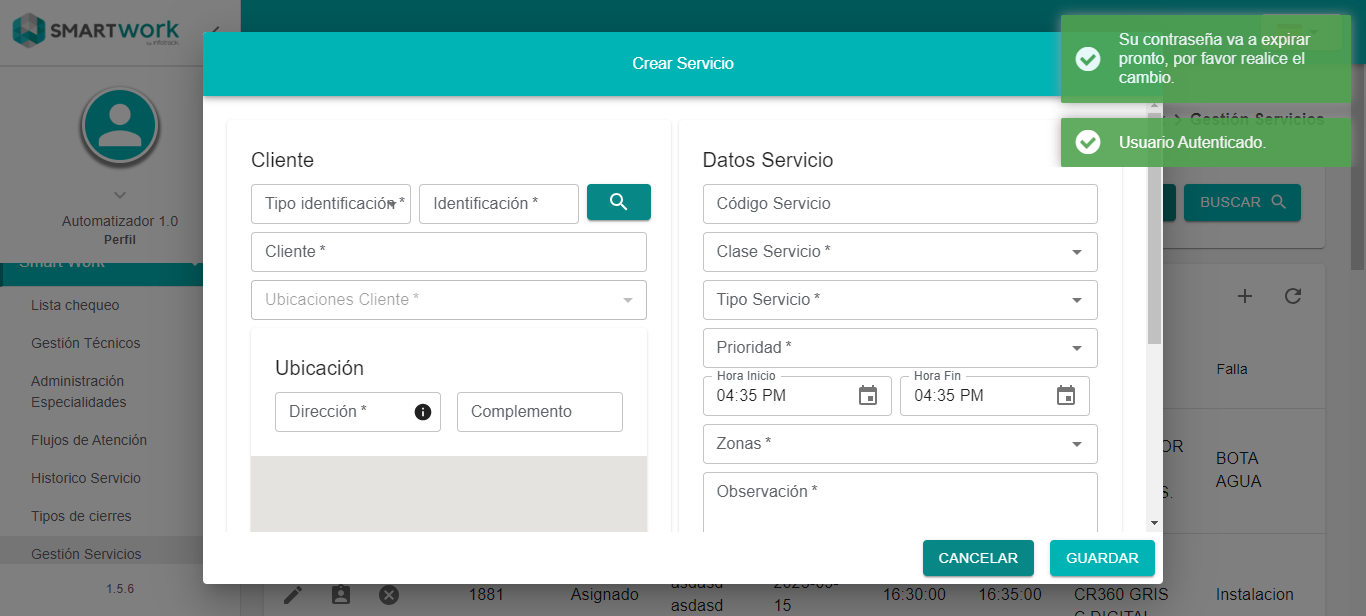 SMARTWORK
by infotrack
Crear Servicio
Su contraseña va a expirar
pronto, por favor realice el
cambio.
Gestión Servicios
Usuario Autenticado.
Automatizador 1.0
Perfil
Smart Work
Lista chequeo
Gestión Técnicos
Administración
Especialidades
Flujos de Atención
Historico Servicio
Tipos de cierres
Gestión Servicios
1.5.6
Cliente
Tipo identificación *
Identificación *
Cliente *
Ubicaciones Cliente *
Ubicación
Dirección *
Complemento
Datos Servicio
Código Servicio
Clase Servicio *
Tipo Servicio *
Prioridad *
Hora Inicio
04:35 PM
Hora Fin
04:35 PM
Zonas *
Observación *
CANCELAR
GUARDAR
BUSCAR
Falla
OR
S.
BOTA
AGUA
1881
Asignado
asdasd
asdasd
15
16:30:00
16:35:00
CR360 GRIS
Instalacion